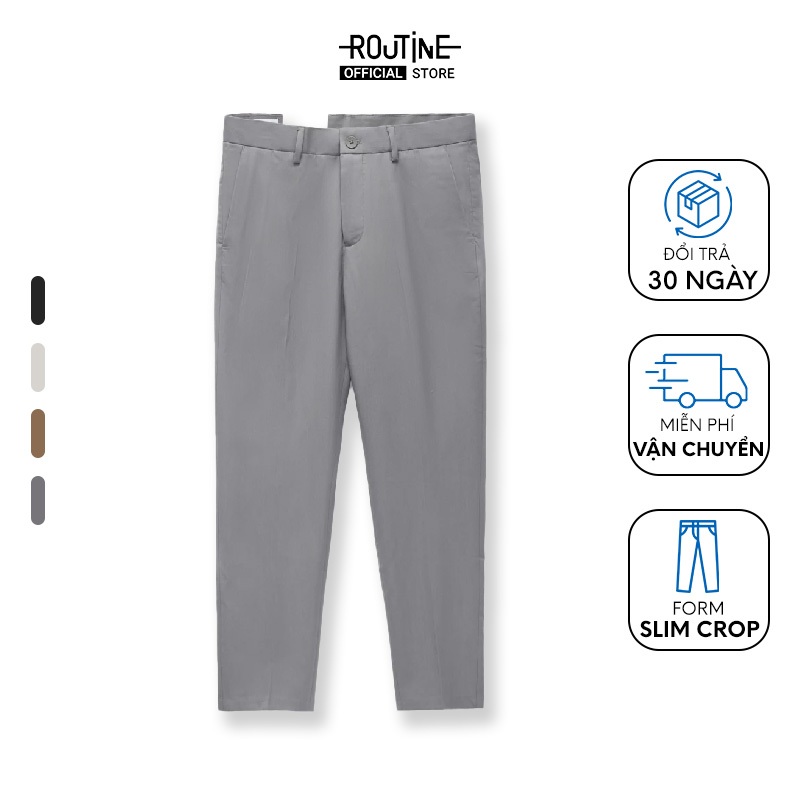 ROUTINE
OFFICIAL STORE
ĐỔI TRẢ
30 NGÀY
MIỄN PHÍ
VẬN CHUYỂN
FORM
SLIM CROP